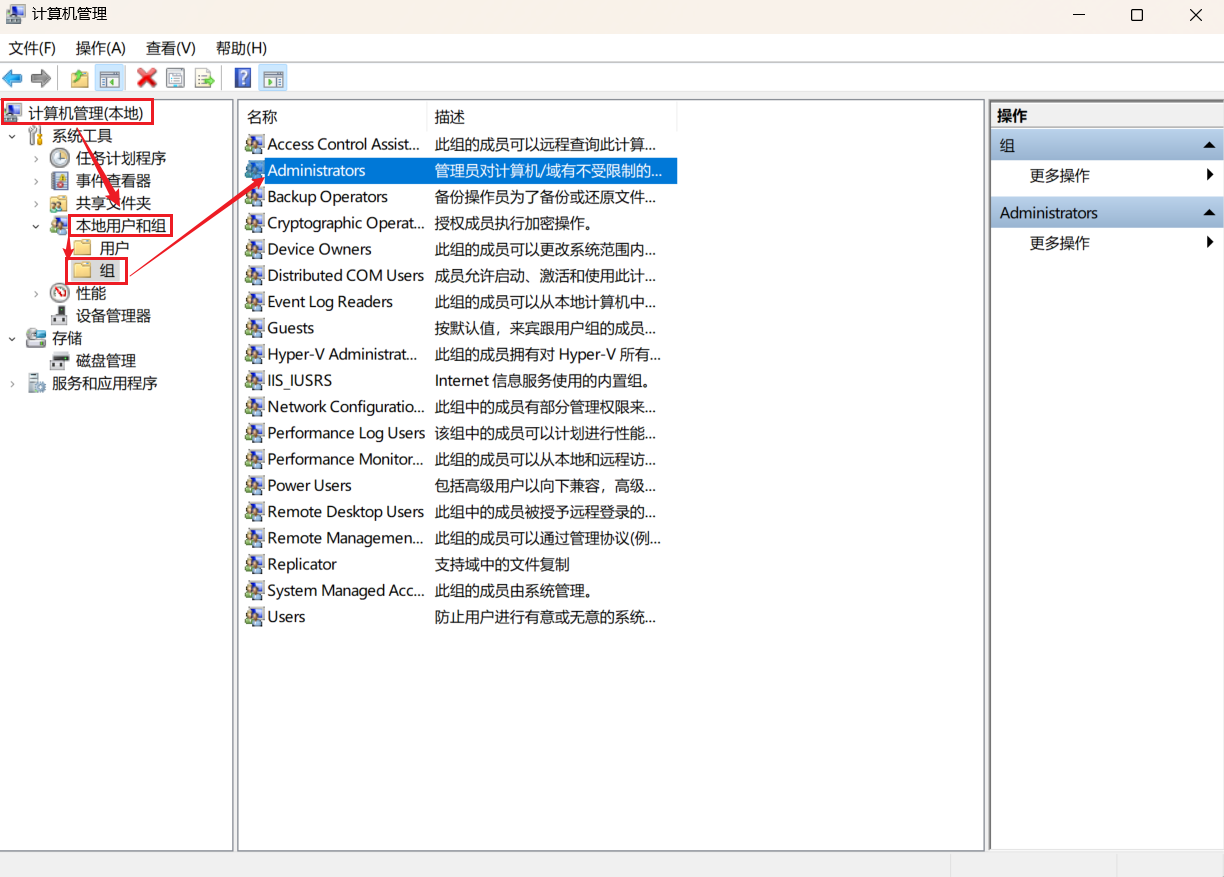 计算机管理
文件(F) 操作(A) 查看(V) 帮助(H)
计算机管理(本地)
系统工具
任务计划程序
事件查看器
共享文件夹
本地用户和组
用户
组
性能
设备管理器
存储
磁盘管理
服务和应用程序
名称 描述
Access Control Assist... 此组的成员可以远程查询此计算...
Administrators 管理员对计算机/域有不受限制的...
Backup Operators 备份操作员为了备份或还原文件...
Cryptographic Operat... 授权成员执行加密操作。
Device Owners 此组的成员可以更改系统范围内...
Distributed COM Users 成员允许启动、激活和使用此计...
Event Log Readers 此组的成员可以从本地计算机中...
Guests 按默认值，来宾跟用户组的成员...
Hyper-V Administrat... 此组的成员拥有对 Hyper-V 所有...
IIS_IUSRS Internet 信息服务使用的内置组。
Network Configuratio... 此组中的成员有部分管理权限来...
Performance Log Users 该组中的成员可以计划进行性能...
Performance Monitor... 此组的成员可以从本地和远程访...
Power Users 包括高级用户以向下兼容，高级...
Remote Desktop Users 此组中的成员被授予远程登录的...
Remote Managemen... 此组的成员可以通过管理协议(例...
Replicator 支持域中的文件复制
System Managed Acc... 此组的成员由系统管理。
Users 防止用户进行有意或无意的系统...
操作
组
更多操作
Administrators
更多操作